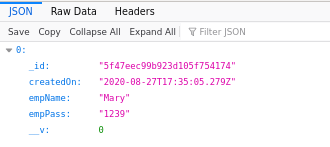 JSON Raw Data Headers
Save Copy Collapse All Expand All Filter JSON
0:
_id: "5f47eec99b923d105f754174"
createdOn: "2020-08-27T17:35:05.279Z"
empName: "Mary"
empPass: "1239"
__v: 0